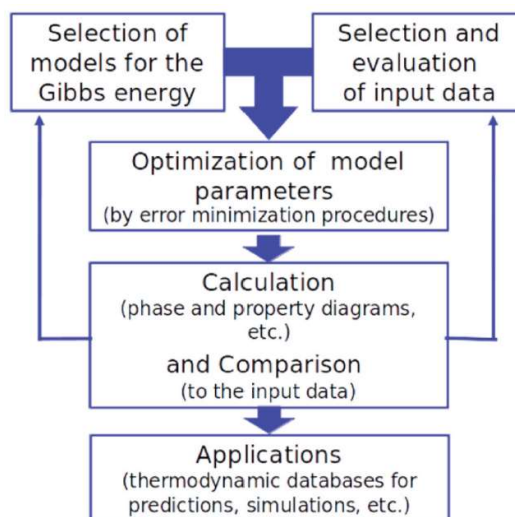 Selection of
models for the
Gibbs energy
Selection and
evaluation
of input data
Optimization of model
parameters
(by error minimization procedures)
Calculation
(phase and property diagrams,
etc.)
and Comparison
(to the input data)
Applications
(thermodynamic databases for
predictions, simulations, etc.)